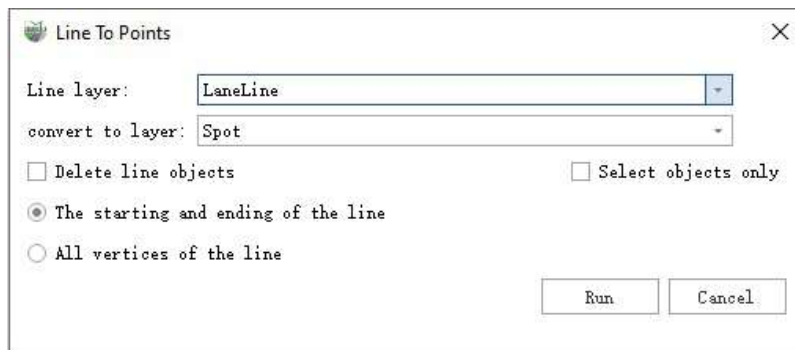 Line To Points
Line layer: LaneLine
convert to layer: Spot
Delete line objects Select objects only
The starting and ending of the line
All vertices of the line
Run Cancel